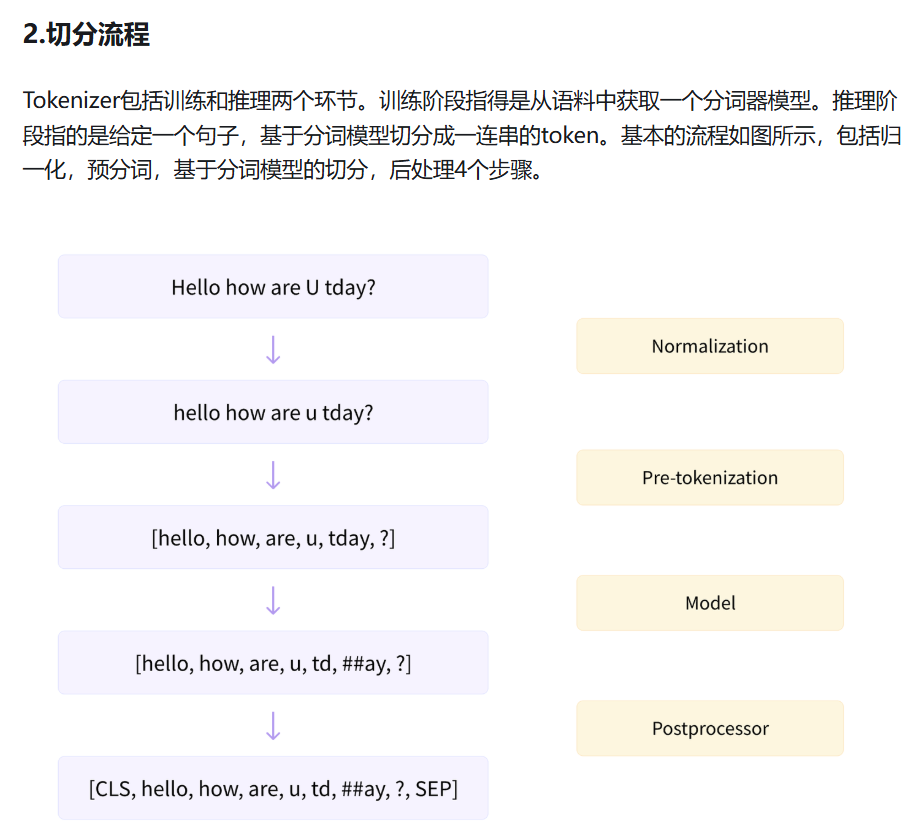 2.切分流程
Tokenizer包括训练和推理两个环节。训练阶段指得是从语料中获取一个分词器模型。推理阶
段指的是给定一个句子，基于分词模型切分成一连串的token。基本的流程如图所示，包括归
一化，预分词，基于分词模型的切分，后处理4个步骤。
Hello how are U tday?
Normalization
hello how are u tday?
Pre-tokenization
[hello, how, are, u, tday, ?]
Model
[hello, how, are, u, td, ##ay, ?]
Postprocessor
[CLS, hello, how, are, u, td, ##ay, ?, SEP]